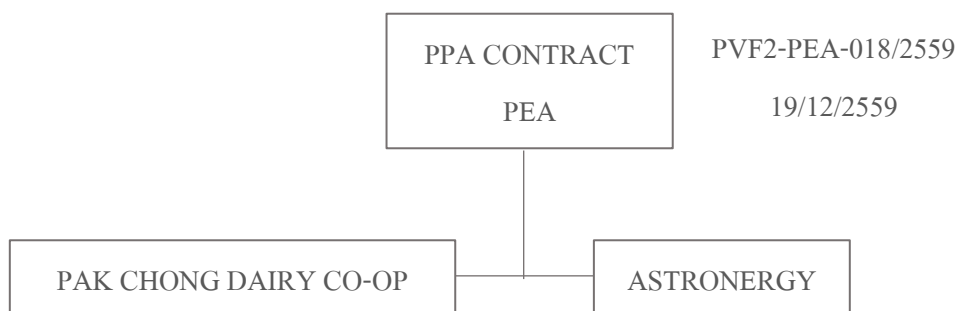 PPA CONTRACT
PEA
PVF2-PEA-018/2559
19/12/2559
PAK CHONG DAIRY CO-OP
ASTRONERGY